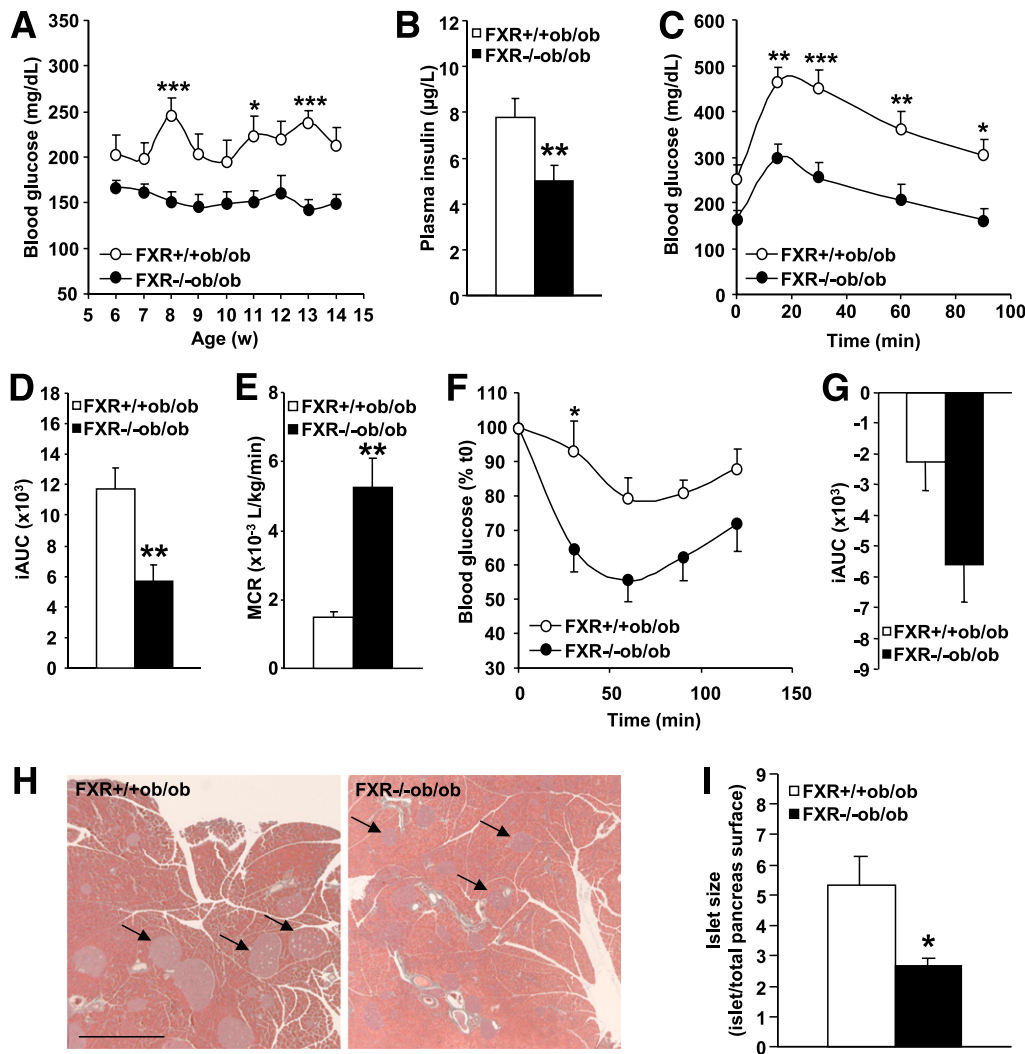 A
Blood glucose (mg/dL)
350
300
250
200
150
100
50
***
*
***
FXR+/+ob/ob
FXR-/-ob/ob
5 6 7 8 9 10 11 12 13 14 15
Age (w)
B
Plasma insulin (µg/L)
12
10
8
6
4
2
0
FXR+/+ob/ob
FXR-/-ob/ob
**
C
Blood glucose (mg/dL)
600
500
400
300
200
100
0
**
***
**
*
FXR+/+ob/ob
FXR-/-ob/ob
0 20 40 60 80 100
Time (min)
D
iAUC (x10³)
18
16
14
12
10
8
6
4
2
0
FXR+/+ob/ob
FXR-/-ob/ob
**
E
MCR (x10⁻³ L/kg/min)
8
6
4
2
0
FXR+/+ob/ob
FXR-/-ob/ob
**
F
Blood glucose (% t0)
110
100
90
80
70
60
50
40
30
*
FXR+/+ob/ob
FXR-/-ob/ob
0 50 100 150
Time (min)
G
iAUC (x10³)
0
-1
-2
-3
-4
-5
-6
-7
-8
-9
FXR+/+ob/ob
FXR-/-ob/ob
H
FXR+/+ob/ob
FXR-/-ob/ob
I
Islet size
(islet/total pancreas surface)
9
8
7
6
5
4
3
2
1
0
FXR+/+ob/ob
FXR-/-ob/ob
*